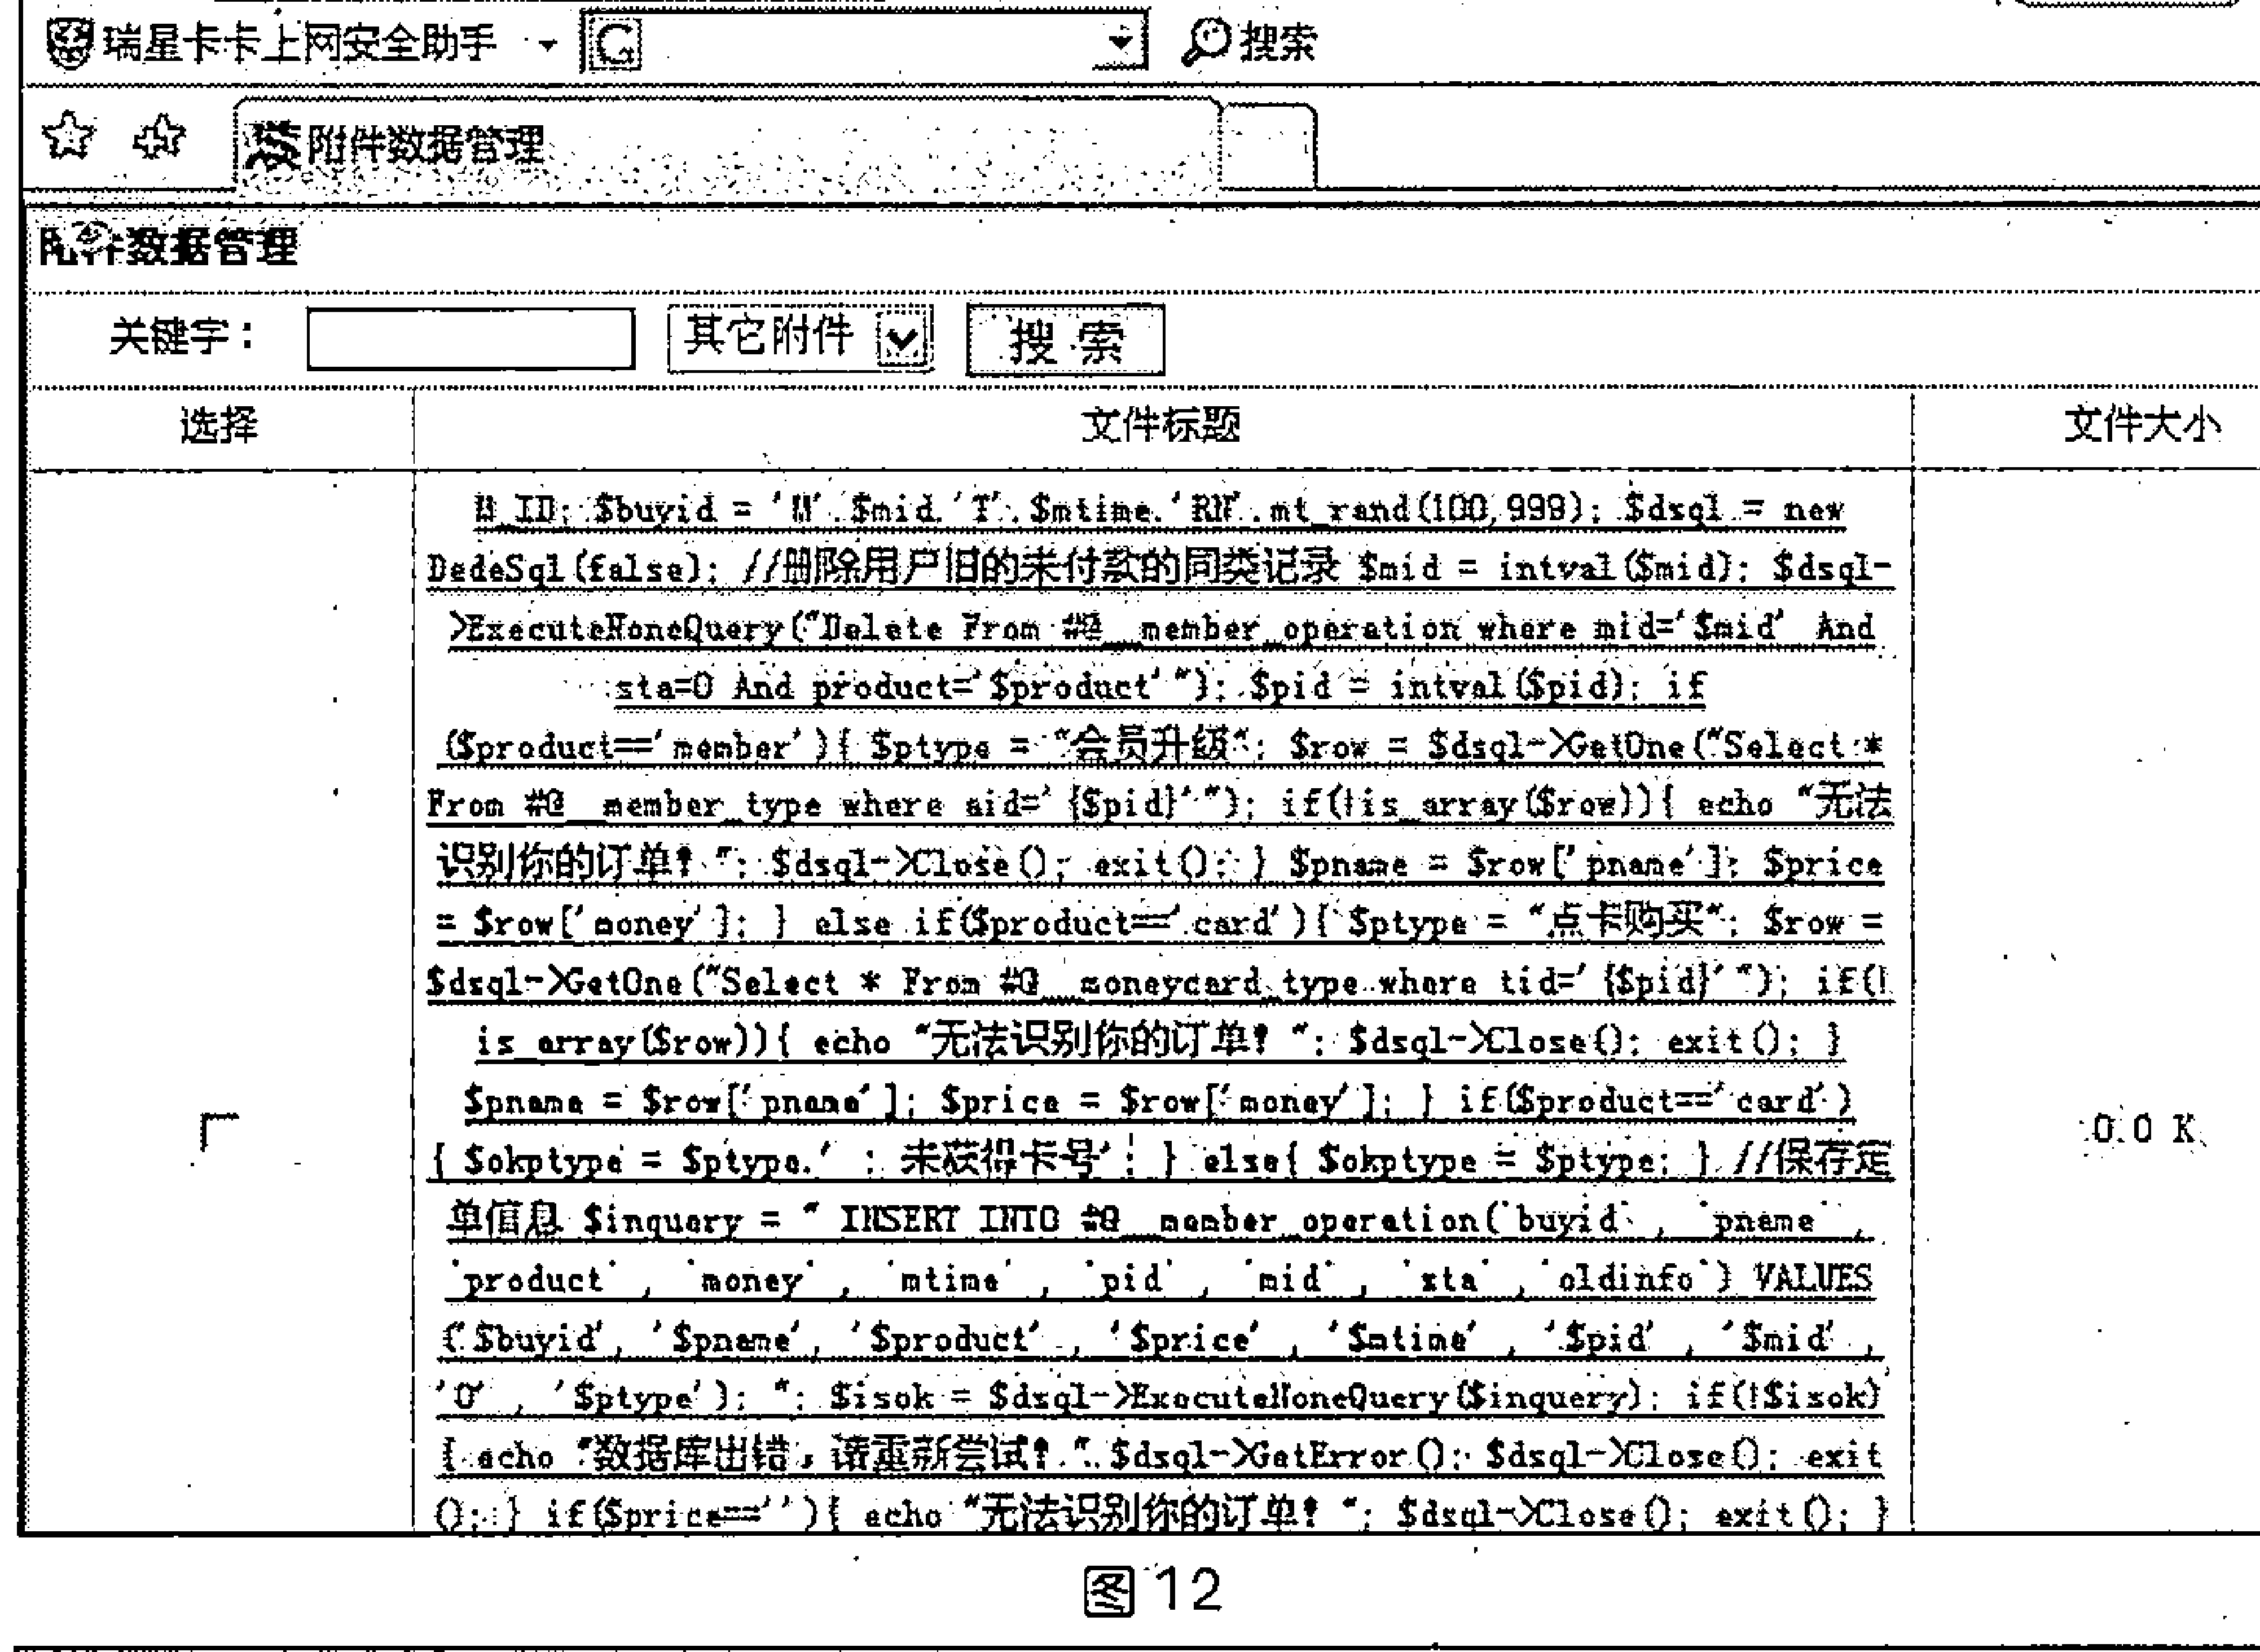 瑞星卡卡上网安全助手 搜索
附件数据管理
附件数据管理
关键字: 其它附件 搜 索
选择 文件标题 文件大小
M_ID; $buyid = 'M'.$mid.'T'.$mtime.'RN'.mt_rand(100,999); $dsql = new
DedeSql(false); //删除用户旧的未付款的同类记录 $mid = intval($mid); $dsql-
>ExecuteNoneQuery("Delete From #@__member_operation where mid='$mid' And
sta=0 And product='$product'"); $pid = intval($pid); if
($product=='member'){ $ptype = "会员升级"; $row = $dsql->GetOne("Select *
From #@__member_type where aid='{$pid}'"); if(!is_array($row)){ echo "无法
识别你的订单！"; $dsql->Close(); exit(); } $pname = $row['pname']; $price
= $row['money']; } else if($product=='card'){ $ptype = "点卡购买"; $row =
$dsql->GetOne("Select * From #@__moneycard_type where tid='{$pid}'"); if(!
is_array($row)){ echo "无法识别你的订单！"; $dsql->Close(); exit(); }
$pname = $row['pname']; $price = $row['money']; } if($product=='card')
{ $okptype = $ptype.' : 未获得卡号'; } else{ $okptype = $ptype; } //保存定
单信息 $inquery = " INSERT INTO #@__member_operation(`buyid` , `pname` ,
`product` , `money` , `mtime` , `pid` , `mid` , `sta` ,`oldinfo`) VALUES
('$buyid', '$pname', '$product' , '$price' , '$mtime' , '$pid' , '$mid' ,
'0' , '$ptype'); "; $isok = $dsql->ExecuteNoneQuery($inquery); if(!$isok)
{ echo "数据库出错，请重新尝试！".$dsql->GetError(); $dsql->Close(); exit
(); } if($price==''){ echo "无法识别你的订单！"; $dsql->Close(); exit(); }
0.0 K
图12